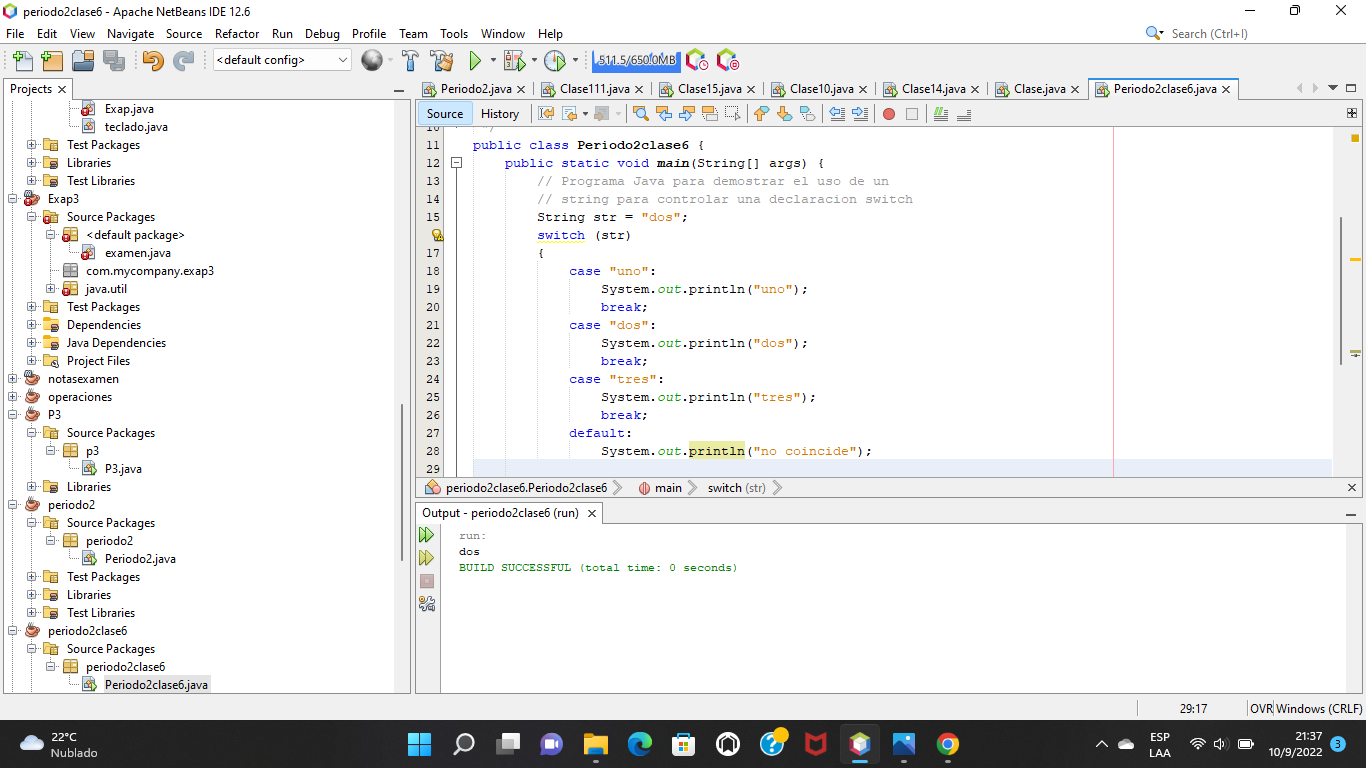 periodo2clase6 - Apache NetBeans IDE 12.6
File Edit View Navigate Source Refactor Run Debug Profile Team Tools Window Help
Search (Ctrl+I)
<default config>
511.5/650.0MB
Projects
Exap.java
teclado.java
Test Packages
Libraries
Test Libraries
Exap3
Source Packages
<default package>
examen.java
com.mycompany.exap3
java.util
Test Packages
Dependencies
Java Dependencies
Project Files
notasexamen
operaciones
P3
Source Packages
p3
P3.java
Libraries
periodo2
Source Packages
periodo2
Periodo2.java
Test Packages
Libraries
Test Libraries
periodo2clase6
Source Packages
periodo2clase6
Periodo2clase6.java
Periodo2.java Clase111.java Clase15.java Clase10.java Clase14.java Clase.java Periodo2clase6.java
Source History
10 */
11 public class Periodo2clase6 {
12 public static void main(String[] args) {
13 // Programa Java para demostrar el uso de un
14 // string para controlar una declaracion switch
15 String str = "dos";
switch (str)
17 {
18 case "uno":
19 System.out.println("uno");
20 break;
21 case "dos":
22 System.out.println("dos");
23 break;
24 case "tres":
25 System.out.println("tres");
26 break;
27 default:
28 System.out.println("no coincide");
29
periodo2clase6.Periodo2clase6 main switch (str)
Output - periodo2clase6 (run)
run:
dos
BUILD SUCCESSFUL (total time: 0 seconds)
29:17 OVR Windows (CRLF)
22°C
Nublado
ESP
LAA
21:37
10/9/2022
3